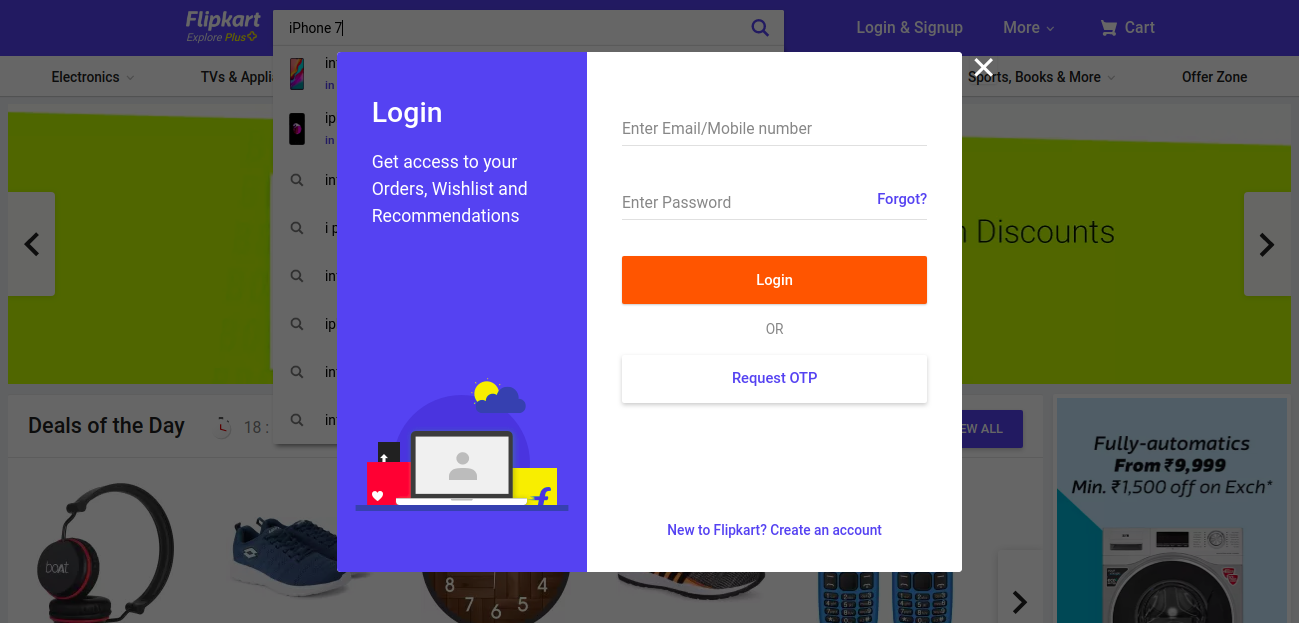 Flipkart
Explore Plus
iPhone 7
Login & Signup
More
Cart
Electronics
TVs & Appli
Sports, Books & More
Offer Zone
in
in
ip
in
in
i p
in
ip
in
in
Login
Get access to your
Orders, Wishlist and
Recommendations
Enter Email/Mobile number
Enter Password
Forgot?
Login
OR
Request OTP
New to Flipkart? Create an account
n Discounts
Deals of the Day
18 :
EW ALL
Fully-automatics
From ₹9,999
Min. ₹1,500 off on Exch*
boAt
8
7
6
5
4